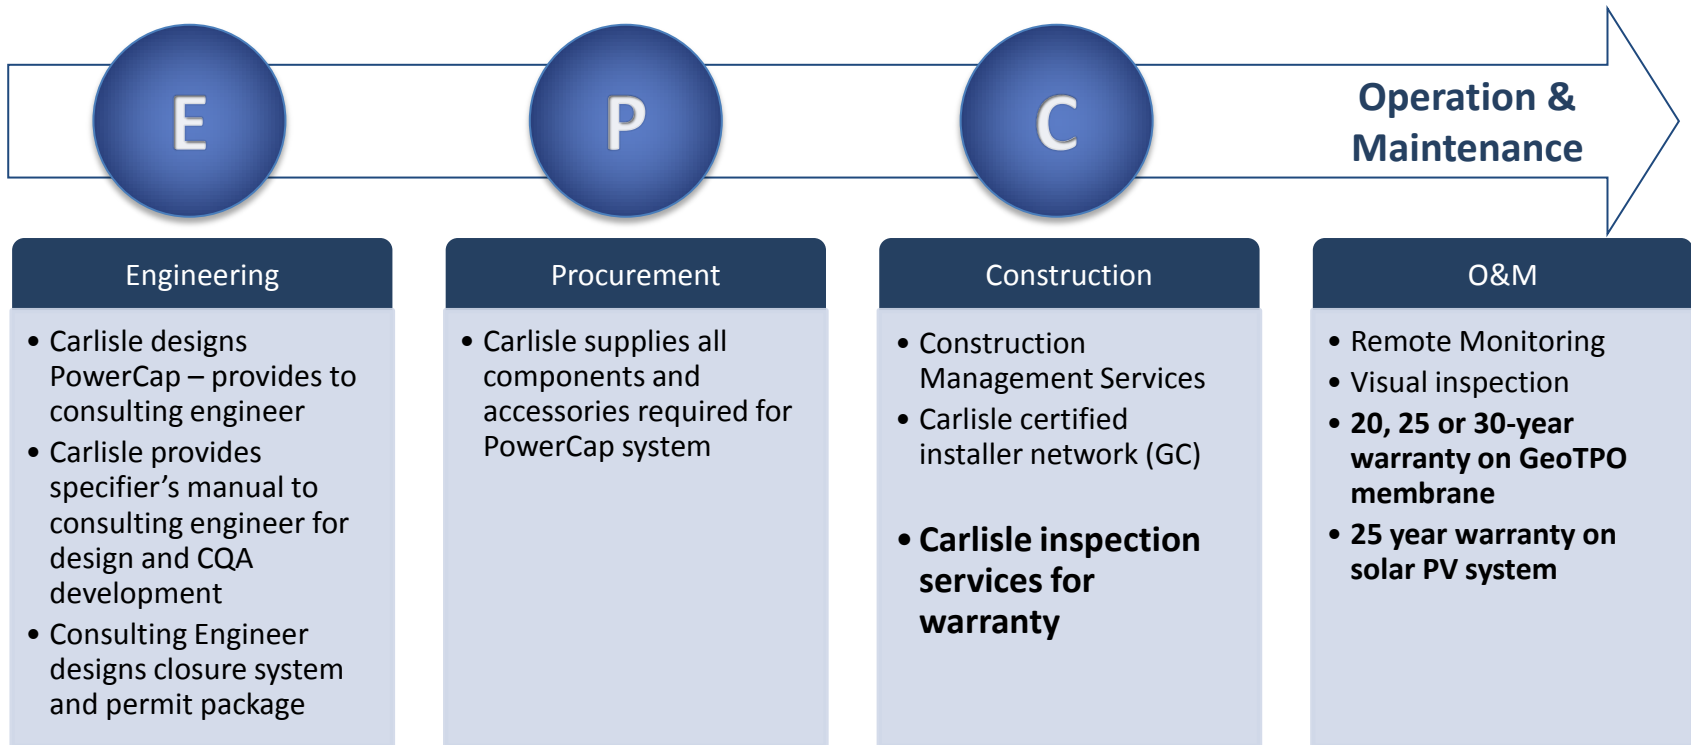 E
P
C
Operation &
Maintenance
Engineering
• Carlisle designs
PowerCap – provides to
consulting engineer
• Carlisle provides
specifier’s manual to
consulting engineer for
design and CQA
development
• Consulting Engineer
designs closure system
and permit package
Procurement
• Carlisle supplies all
components and
accessories required for
PowerCap system
Construction
• Construction
Management Services
• Carlisle certified
installer network (GC)
• Carlisle inspection
services for
warranty
O&M
• Remote Monitoring
• Visual inspection
• 20, 25 or 30-year
warranty on GeoTPO
membrane
• 25 year warranty on
solar PV system